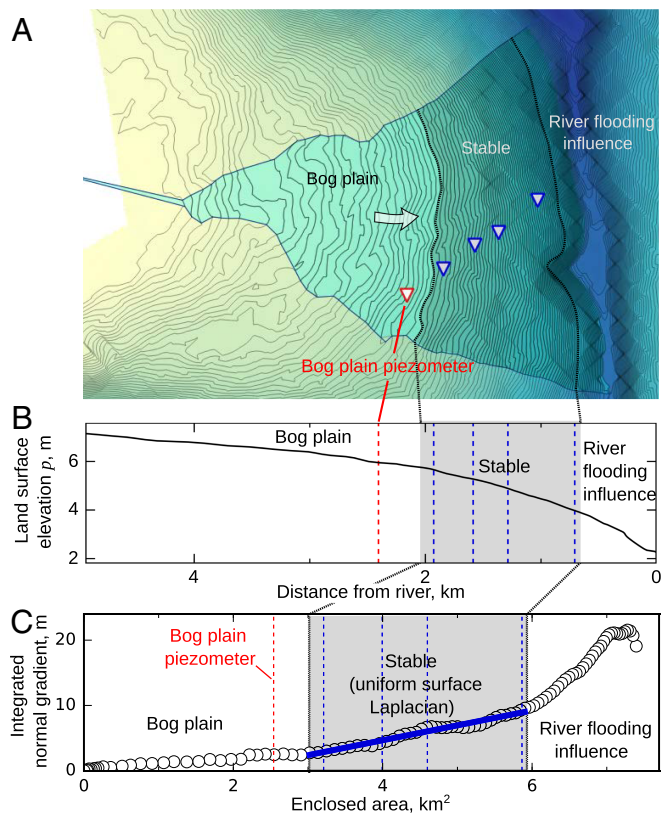 A
River flooding
influence
Stable
Bog plain
Bog plain piezometer
B
Land surface
elevation p, m
6
4
2
Bog plain
Stable
River
flooding
influence
4
2
0
Distance from river, km
C
Integrated
normal gradient, m
20
10
0
Bog plain
piezometer
Stable
(uniform surface
Laplacian)
Bog plain
River flooding
influence
0
2
4
6
Enclosed area, km²